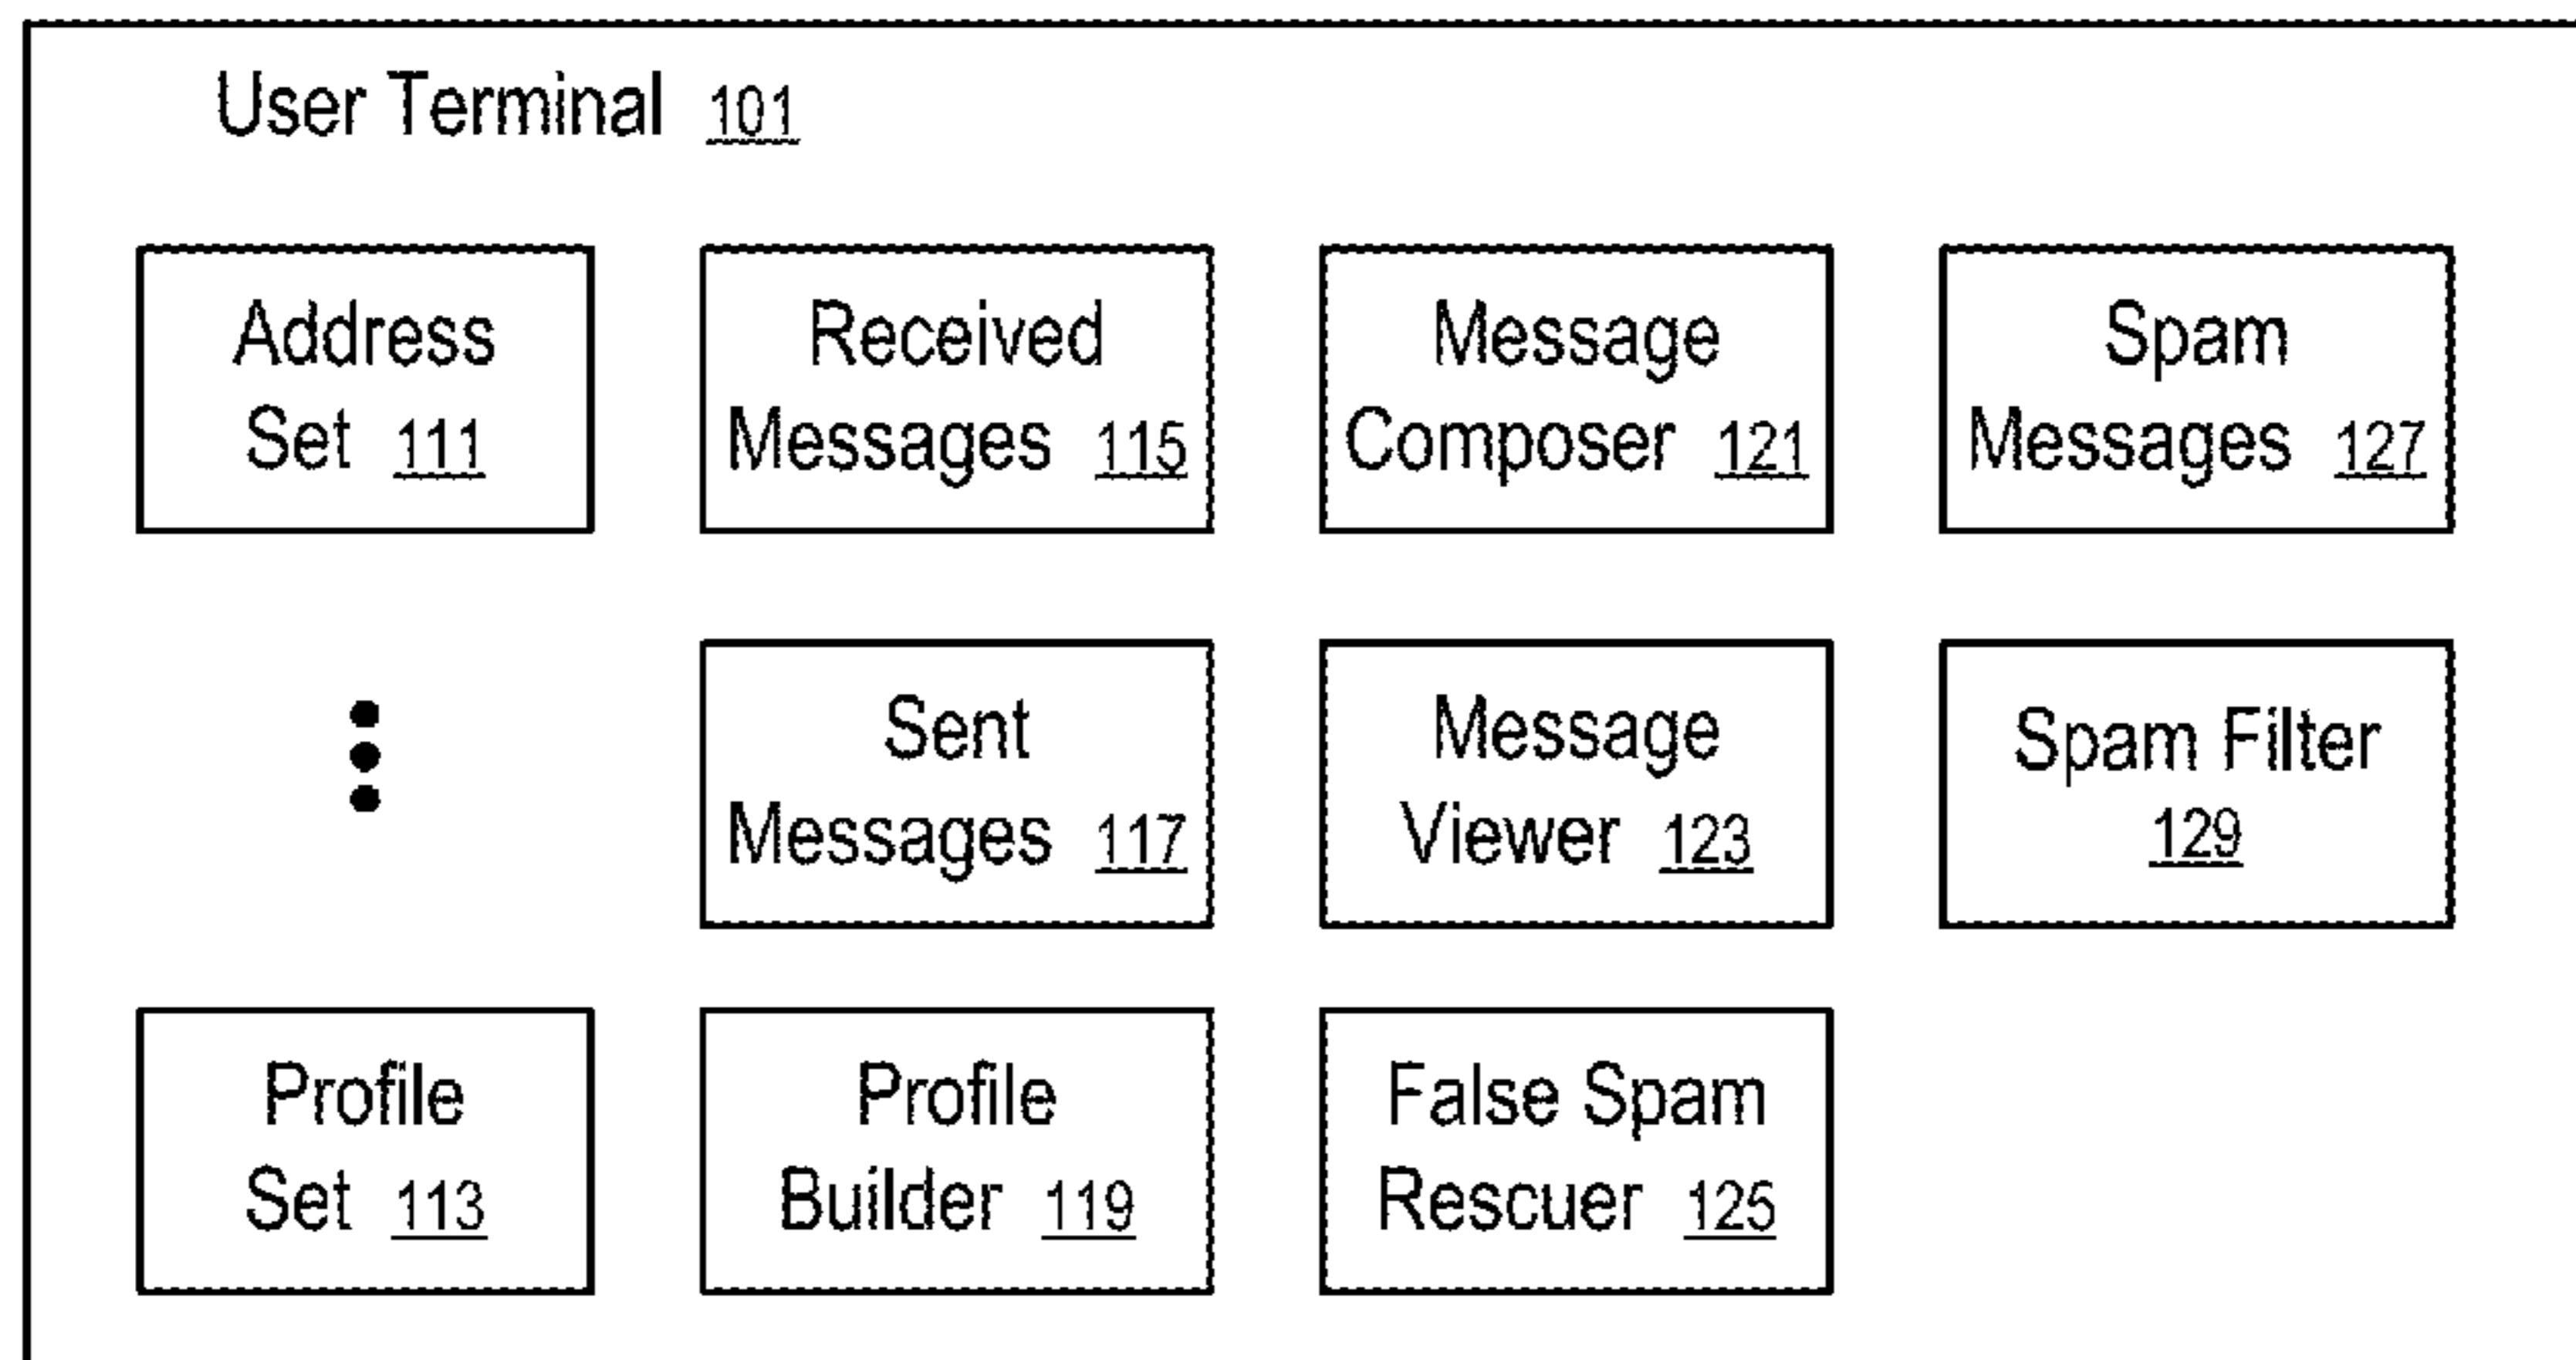 User Terminal 101
Address
Set 111
Received
Messages 115
Message
Composer 121
Spam
Messages 127
Sent
Messages 117
Message
Viewer 123
Spam Filter
129
Profile
Set 113
Profile
Builder 119
False Spam
Rescuer 125